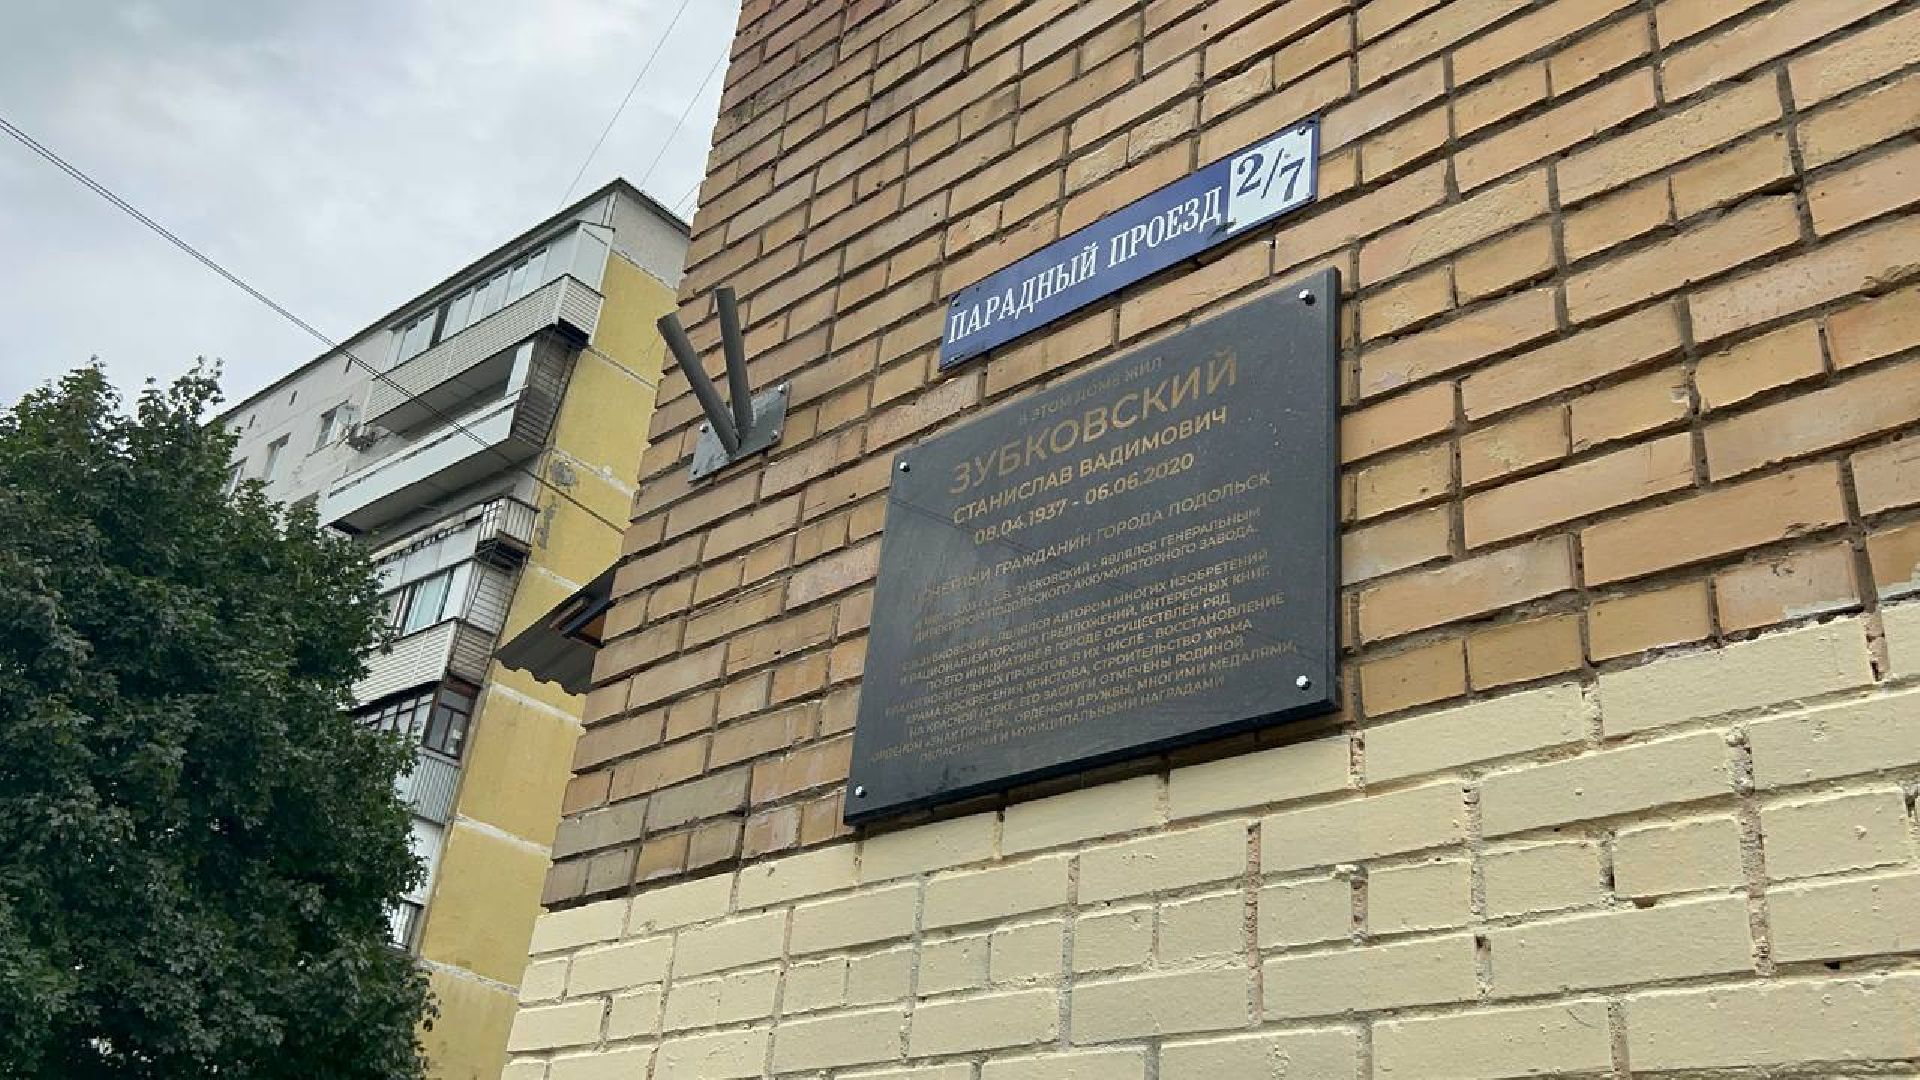 ПАРАДНЫЙ ПРОЕЗД 2/7
В ЭТОМ ДОМЕ ЖИЛ
ЗУБКОВСКИЙ
СТАНИСЛАВ ВАДИМОВИЧ
08.04.1937 - 06.06.2020
ПОЧЕТНЫЙ ГРАЖДАНИН ГОРОДА ПОДОЛЬСК
С.В. ЗУБКОВСКИЙ - ЯВЛЯЛСЯ ГЕНЕРАЛЬНЫМ
ДИРЕКТОРОМ ПОДОЛЬСКОГО АККУМУЛЯТОРНОГО ЗАВОДА.
С.В. ЗУБКОВСКИЙ - ЯВЛЯЛСЯ АВТОРОМ МНОГИХ ИЗОБРЕТЕНИЙ
И РАЦИОНАЛИЗАТОРСКИХ ПРЕДЛОЖЕНИЙ, ИНТЕРЕСНЫХ КНИГ.
ПО ЕГО ИНИЦИАТИВЕ В ГОРОДЕ ОСУЩЕСТВЛЁН РЯД
БЛАГОТВОРИТЕЛЬНЫХ ПРОЕКТОВ, В ИХ ЧИСЛЕ - ВОССТАНОВЛЕНИЕ
ХРАМА ВОСКРЕСЕНИЯ ХРИСТОВА, СТРОИТЕЛЬСТВО ХРАМА
НА КРАСНОЙ ГОРКЕ. ЕГО ЗАСЛУГИ ОТМЕЧЕНЫ РОДИНОЙ
ОРДЕНОМ «ЗНАК ПОЧЁТА», ОРДЕНОМ ДРУЖБЫ, МНОГИМИ МЕДАЛЯМИ,
ОБЛАСТНЫМИ И МУНИЦИПАЛЬНЫМИ НАГРАДАМИ